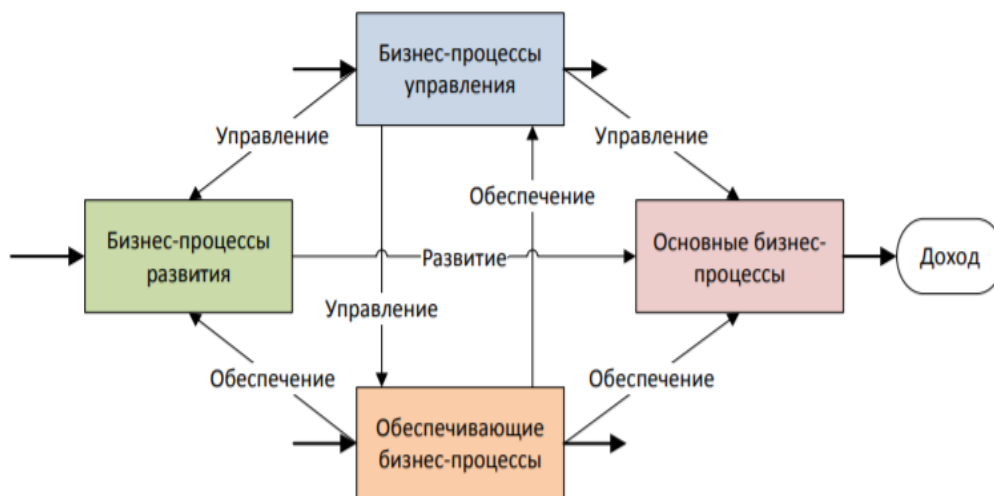 Бизнес-процессы
управления
Управление
Управление
Обеспечение
Бизнес-процессы
развития
Развитие
Основные бизнес-
процессы
Доход
Управление
Обеспечение
Обеспечение
Обеспечивающие
бизнес-процессы